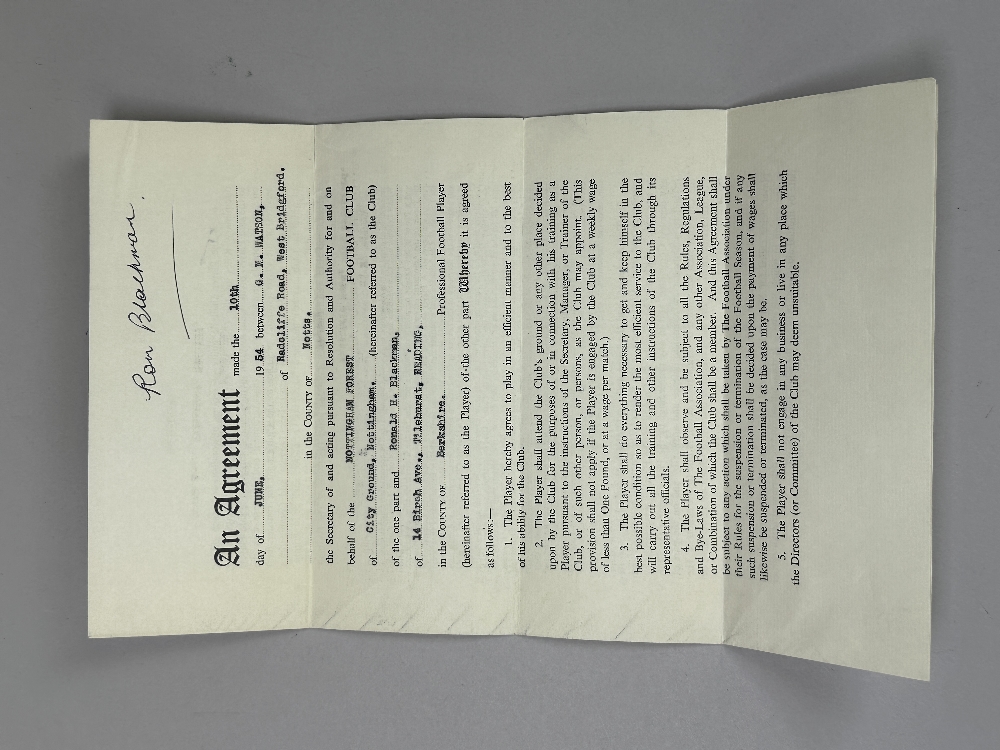 Ron Blackman.
An Agreement made the 10th
day of JUNE, 1954 between G. N. WATSON,
of Radcliffe Road, West Bridgford.
in the COUNTY OF Notts.
the Secretary of and acting pursuant to Resolution and Authority for and on
behalf of the NOTTINGHAM FOREST FOOTBALL CLUB
of City Ground, Nottingham. (hereinafter referred to as the Club)
of the one part and Ronald H. Blackman,
of 14 Birch Ave., Tilehurst, READING,
in the COUNTY OF Berkshire. Professional Football Player
(hereinafter referred to as the Player) of the other part Whereby it is agreed
as follows:—
1. The Player hereby agrees to play in an efficient manner and to the best
of his ability for the Club.
2. The Player shall attend the Club's ground or any other place decided
upon by the Club for the purposes of or in connection with his training as a
Player pursuant to the instructions of the Secretary, Manager, or Trainer of the
Club, or of such other person, or persons, as the Club may appoint. (This
provision shall not apply if the Player is engaged by the Club at a weekly wage
of less than One Pound, or at a wage per match.)
3. The Player shall do everything necessary to get and keep himself in the
best possible condition so as to render the most efficient service to the Club, and
will carry out all the training and other instructions of the Club through its
representative officials.
4. The Player shall observe and be subject to all the Rules, Regulations
and Bye-Laws of The Football Association, and any other Association, League,
or Combination of which the Club shall be a member. And this Agreement shall
be subject to any action which shall be taken by The Football Association under
their Rules for the suspension or termination of the Football Season, and if any
such suspension or termination shall be decided upon the payment of wages shall
likewise be suspended or terminated, as the case may be.
5. The Player shall not engage in any business or live in any place which
the Directors (or Committee) of the Club may deem unsuitable.